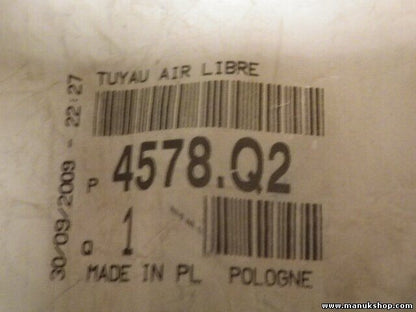 TUYAU AIR LIBRE
30/09/2009 - 22:27
P 4578.Q2
Q 1
MADE IN PL POLOGNE
www.manukshop.com